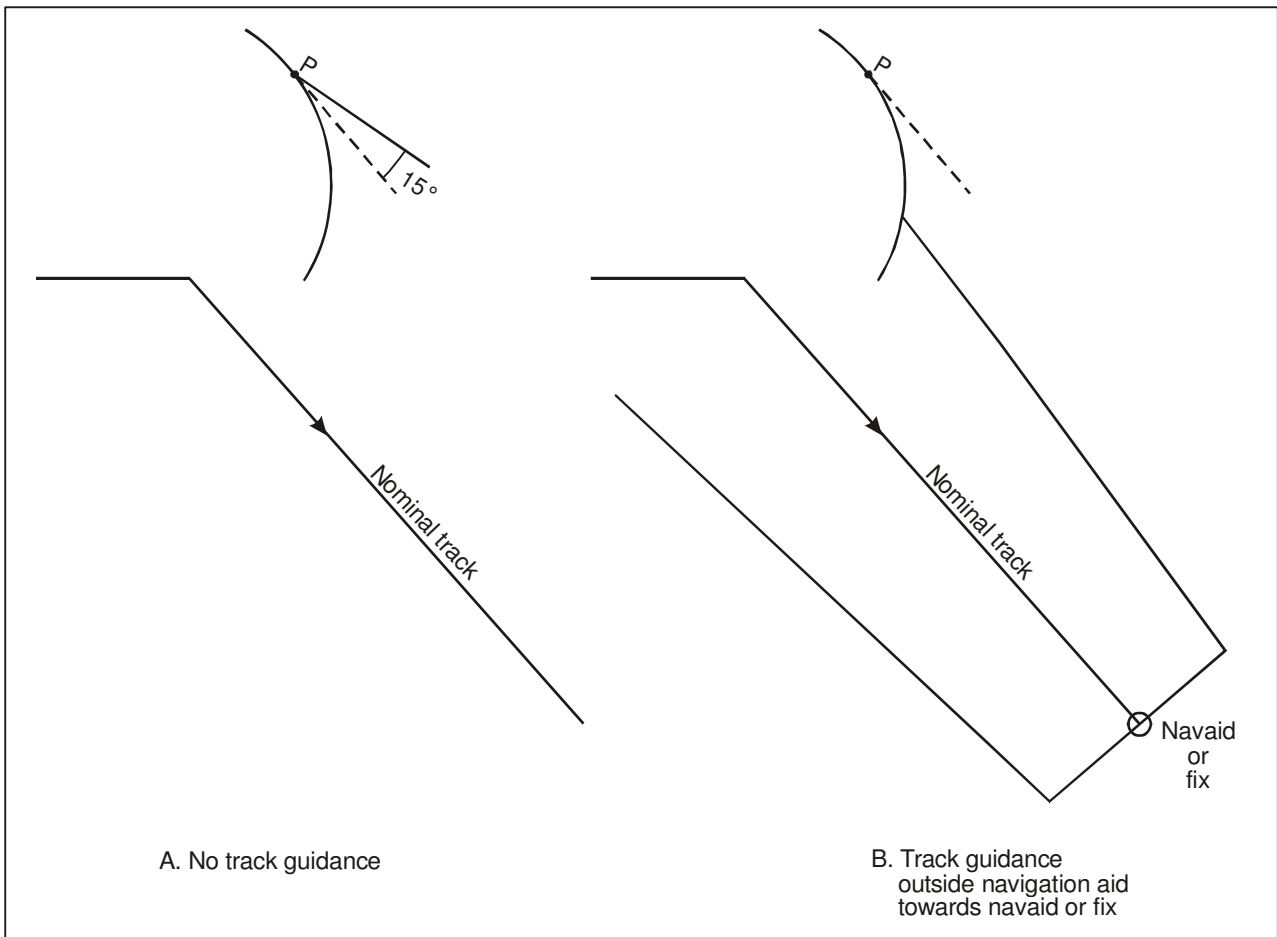 P
15°
Nominal track
A. No track guidance
P
Nominal track
Navaid
or
fix
B. Track guidance
outside navigation aid
towards navaid or fix